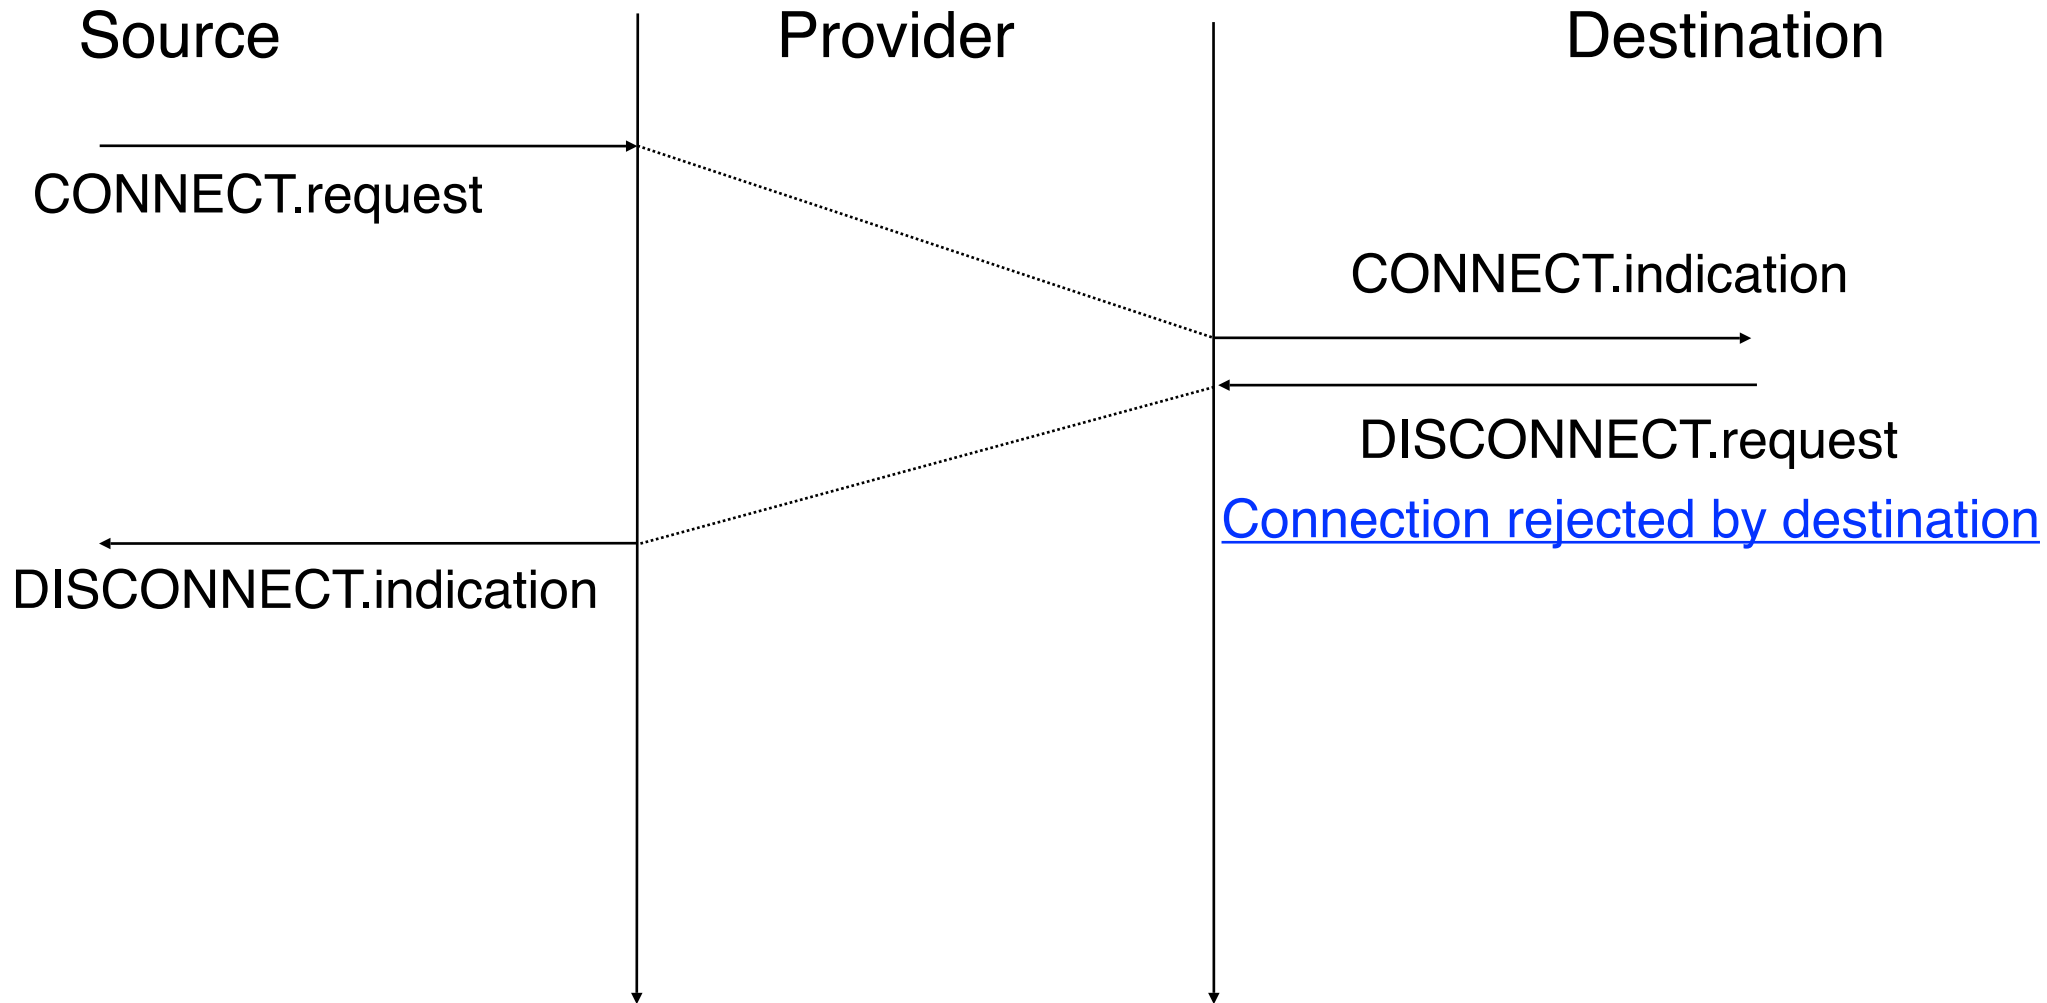 Source
Provider
Destination
CONNECT.request
CONNECT.indication
DISCONNECT.request
Connection rejected by destination
DISCONNECT.indication